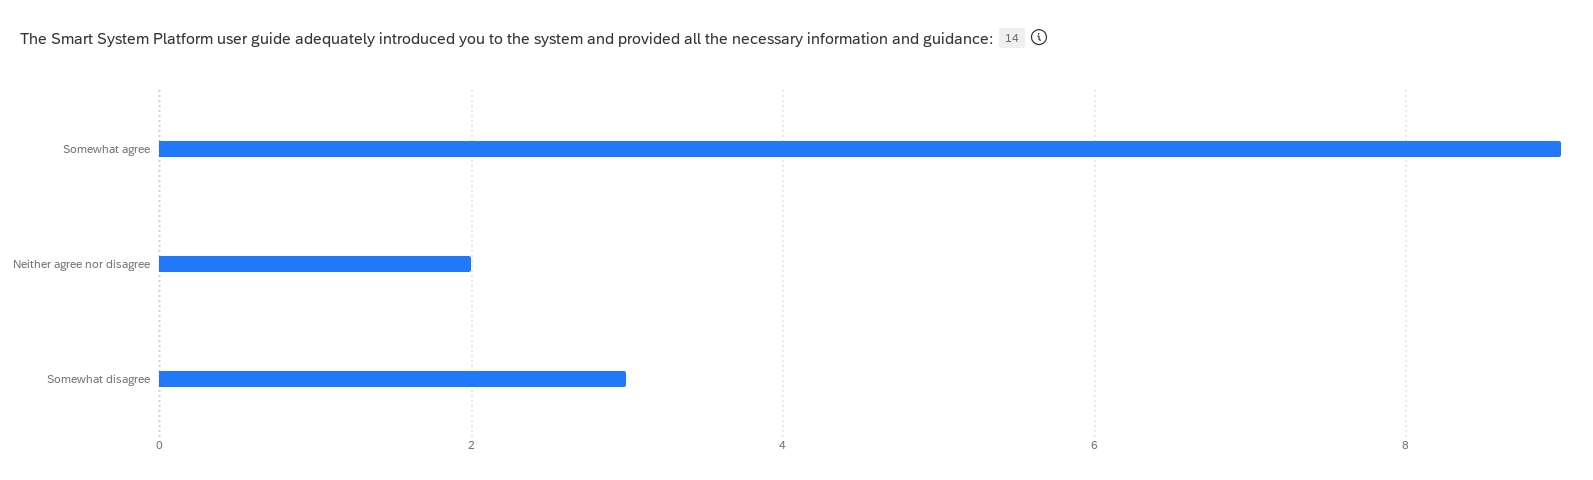 The Smart System Platform user guide adequately introduced you to the system and provided all the necessary information and guidance: 14
Somewhat agree
Neither agree nor disagree
Somewhat disagree
0 2 4 6 8